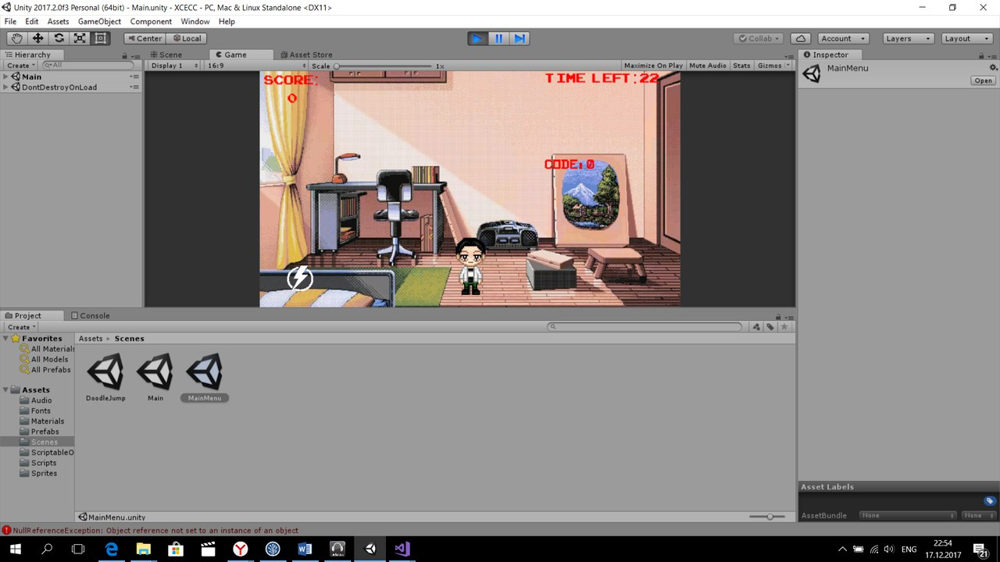 Unity 2017.2.0f3 Personal (64bit) - Main.unity - XCECC - PC, Mac & Linux Standalone <DX11>
File Edit Assets GameObject Component Window Help
Center Local Collab Account Layers Layout
Hierarchy Scene Game Asset Store Inspector
Create All Display 1 16:9 Scale 1x Maximize On Play Mute Audio Stats Gizmos MainMenu
Open
Main
DontDestroyOnLoad
SCORE: TIME LEFT:22
0
CODE:0
Project Console
Create
Favorites Assets Scenes
All Materials
All Models
All Prefabs
Assets
Audio DoodleJump Main MainMenu
Fonts
Materials
Prefabs
Scenes
ScriptableO
Scripts
Sprites
Asset Labels
MainMenu.unity AssetBundle None None
NullReferenceException: Object reference not set to an instance of an object
ENG 22:54
17.12.2017 21